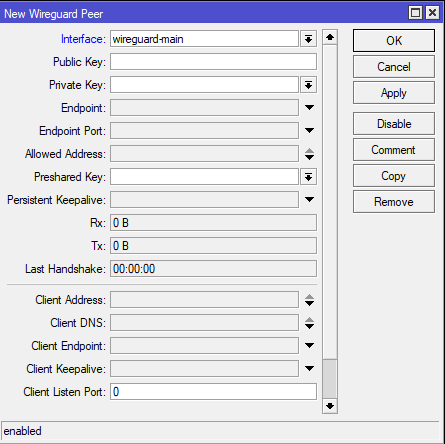 New Wireguard Peer
Interface: wireguard-main
OK
Public Key:
Cancel
Private Key:
Apply
Endpoint:
Endpoint Port:
Disable
Allowed Address:
Comment
Preshared Key:
Copy
Persistent Keepalive:
Remove
Rx: 0 B
Tx: 0 B
Last Handshake: 00:00:00
Client Address:
Client DNS:
Client Endpoint:
Client Keepalive:
Client Listen Port: 0
enabled